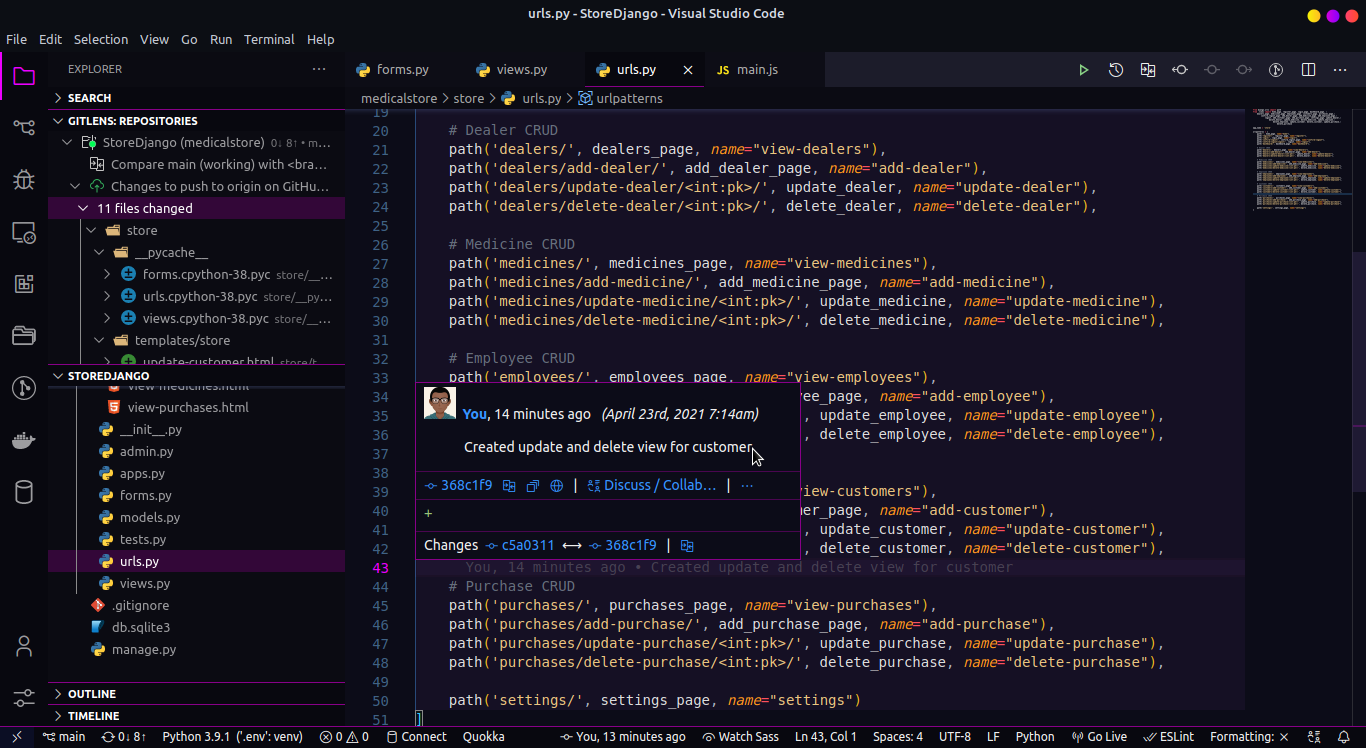 urls.py - StoreDjango - Visual Studio Code
File Edit Selection View Go Run Terminal Help
EXPLORER ···
SEARCH
GITLENS: REPOSITORIES
StoreDjango (medicalstore) 0↓ 8↑ • m...
Compare main (working) with <bra...
Changes to push to origin on GitHu...
11 files changed
store
__pycache__
forms.cpython-38.pyc store/__...
urls.cpython-38.pyc store/__py...
views.cpython-38.pyc store/__...
templates/store
update-customer.html store/t...
STOREDJANGO
view-medicines.html
view-purchases.html
__init__.py
admin.py
apps.py
forms.py
models.py
tests.py
urls.py
views.py
.gitignore
db.sqlite3
manage.py
OUTLINE
TIMELINE
forms.py views.py urls.py JS main.js
medicalstore > store > urls.py > urlpatterns
19
20 # Dealer CRUD
21 path('dealers/', dealers_page, name="view-dealers"),
22 path('dealers/add-dealer/', add_dealer_page, name="add-dealer"),
23 path('dealers/update-dealer/<int:pk>/', update_dealer, name="update-dealer"),
24 path('dealers/delete-dealer/<int:pk>/', delete_dealer, name="delete-dealer"),
25
26 # Medicine CRUD
27 path('medicines/', medicines_page, name="view-medicines"),
28 path('medicines/add-medicine/', add_medicine_page, name="add-medicine"),
29 path('medicines/update-medicine/<int:pk>/', update_medicine, name="update-medicine"),
30 path('medicines/delete-medicine/<int:pk>/', delete_medicine, name="delete-medicine"),
31
32 # Employee CRUD
33 path('employees/', employees_page, name="view-employees"),
34 ee_page, name="add-employee"),
35 , update_employee, name="update-employee"),
36 , delete_employee, name="delete-employee"),
37
38
39 view-customers"),
40 er_page, name="add-customer"),
41 , update_customer, name="update-customer"),
42 , delete_customer, name="delete-customer"),
You, 14 minutes ago (April 23rd, 2021 7:14am)
Created update and delete view for customer
368c1f9 | Discuss / Collab... | ···
+
Changes c5a0311 ⟷ 368c1f9 |
43 You, 14 minutes ago • Created update and delete view for customer
44 # Purchase CRUD
45 path('purchases/', purchases_page, name="view-purchases"),
46 path('purchases/add-purchase/', add_purchase_page, name="add-purchase"),
47 path('purchases/update-purchase/<int:pk>/', update_purchase, name="update-purchase"),
48 path('purchases/delete-purchase/<int:pk>/', delete_purchase, name="delete-purchase"),
49
50 path('settings/', settings_page, name="settings")
51 ]
main 0↓ 8↑ Python 3.9.1 ('.env': venv) 0 0 Connect Quokka You, 13 minutes ago Watch Sass Ln 43, Col 1 Spaces: 4 UTF-8 LF Python Go Live ESLint Formatting: ×